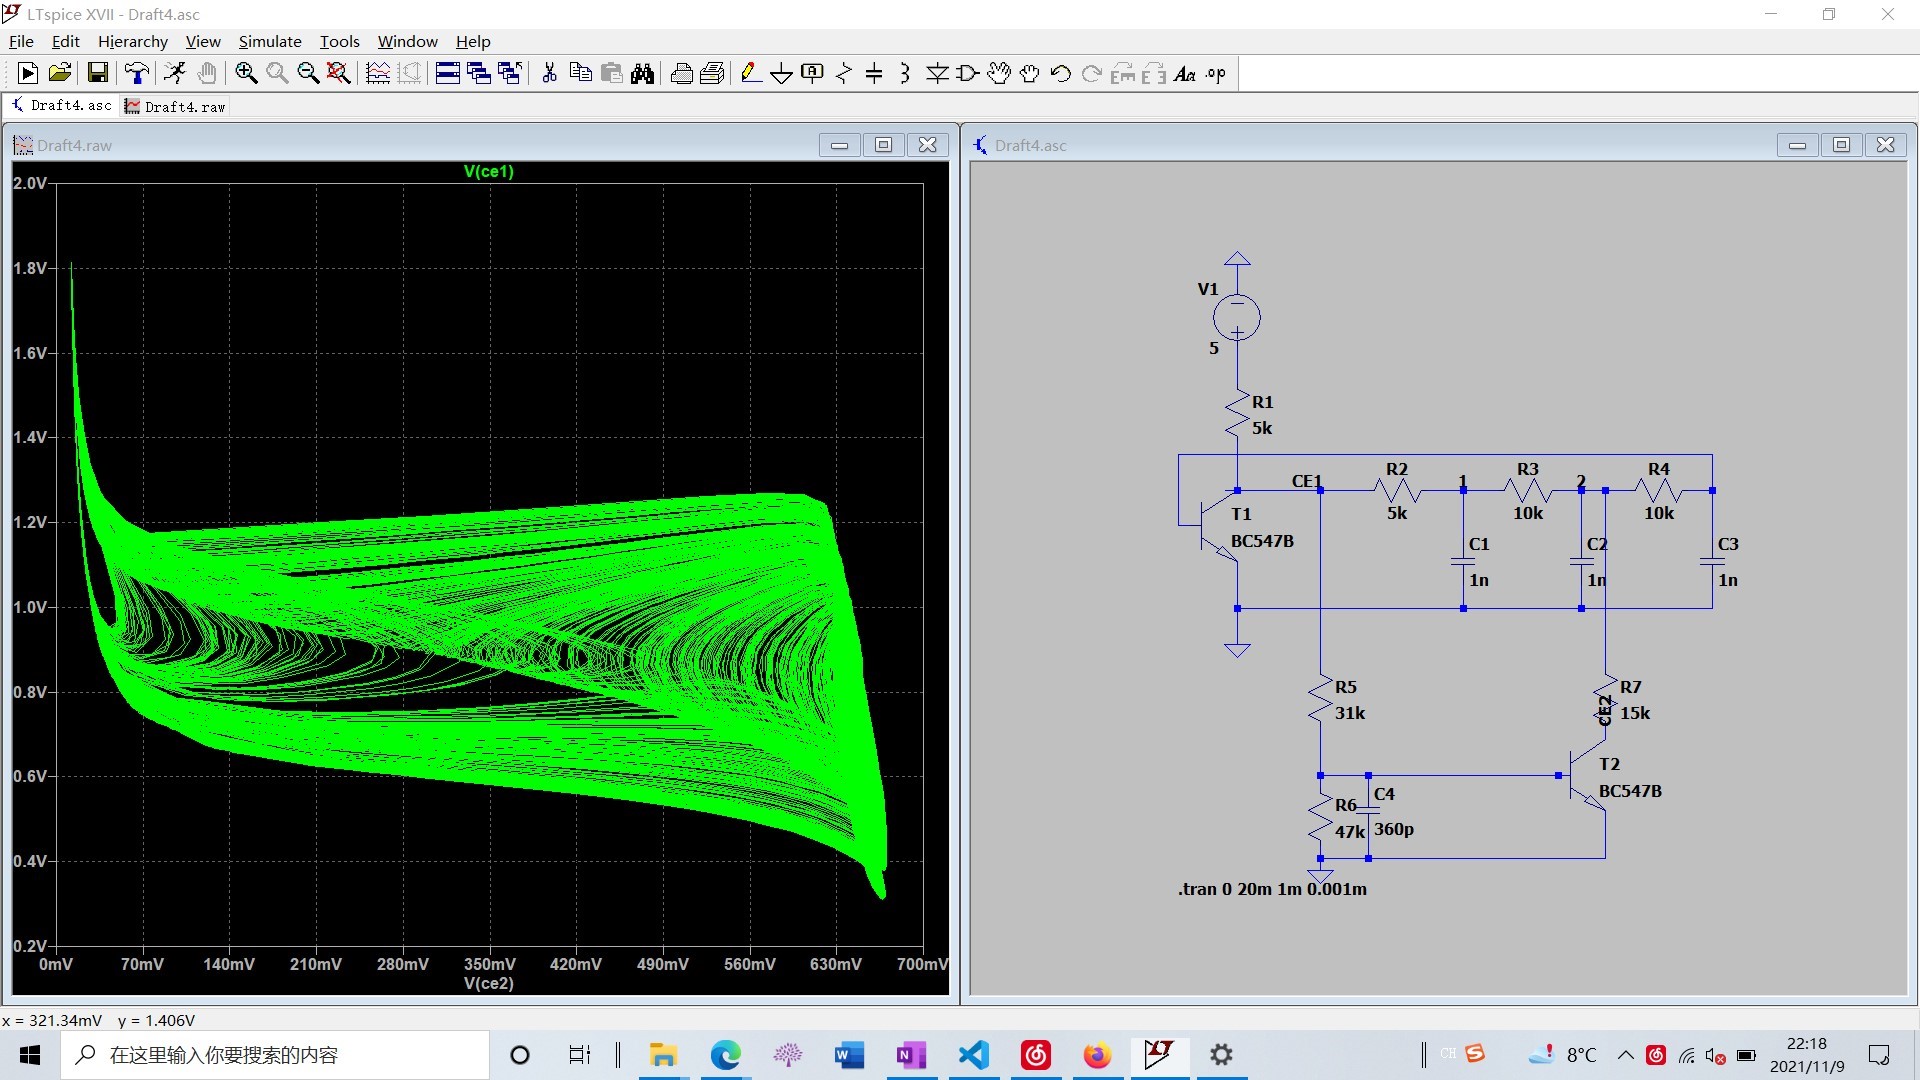 LTspice XVII - Draft4.asc
File Edit Hierarchy View Simulate Tools Window Help
Aa .op
Draft4.asc Draft4.raw
Draft4.raw
V(ce1)
2.0V
1.8V
1.6V
1.4V
1.2V
1.0V
0.8V
0.6V
0.4V
0.2V
0mV 70mV 140mV 210mV 280mV 350mV 420mV 490mV 560mV 630mV 700mV
V(ce2)
Draft4.asc
V1
5
R1
5k
CE1
R2
5k
1
R3
10k
2
R4
10k
T1
BC547B
C1
1n
C2
1n
C3
1n
R5
31k
R7
15k
CE2
T2
BC547B
R6
47k
C4
360p
.tran 0 20m 1m 0.001m
x = 321.34mV y = 1.406V
在这里输入你要搜索的内容
CH
8°C
22:18
2021/11/9